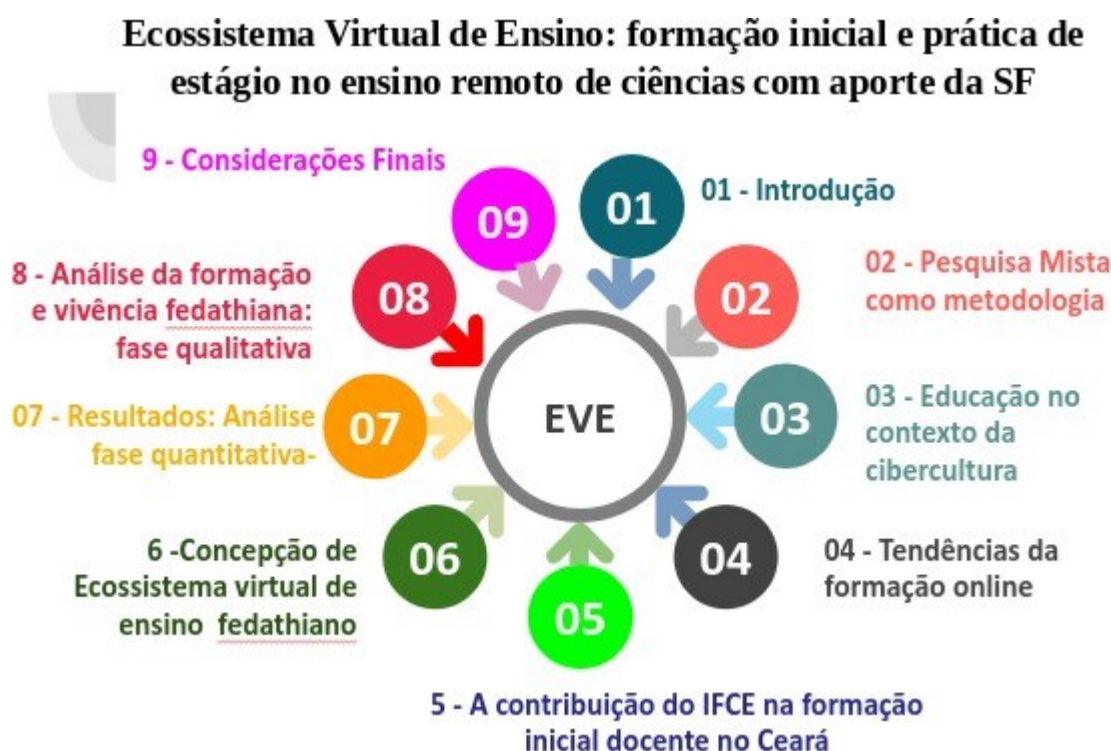 Ecossistema Virtual de Ensino: formação inicial e prática de
estágio no ensino remoto de ciências com aporte da SF
01
01 - Introdução
02
02 - Pesquisa Mista
como metodologia
03
03 - Educação no
contexto da
cibercultura
04
04 - Tendências da
formação online
05
5 - A contribuição do IFCE na formação
inicial docente no Ceará
06
6 -Concepção de
Ecossistema virtual de
ensino fedathiano
07
07 - Resultados: Análise
fase quantitativa-
08
8 - Análise da formação
e vivência fedathiana:
fase qualitativa
09
9 - Considerações Finais
EVE